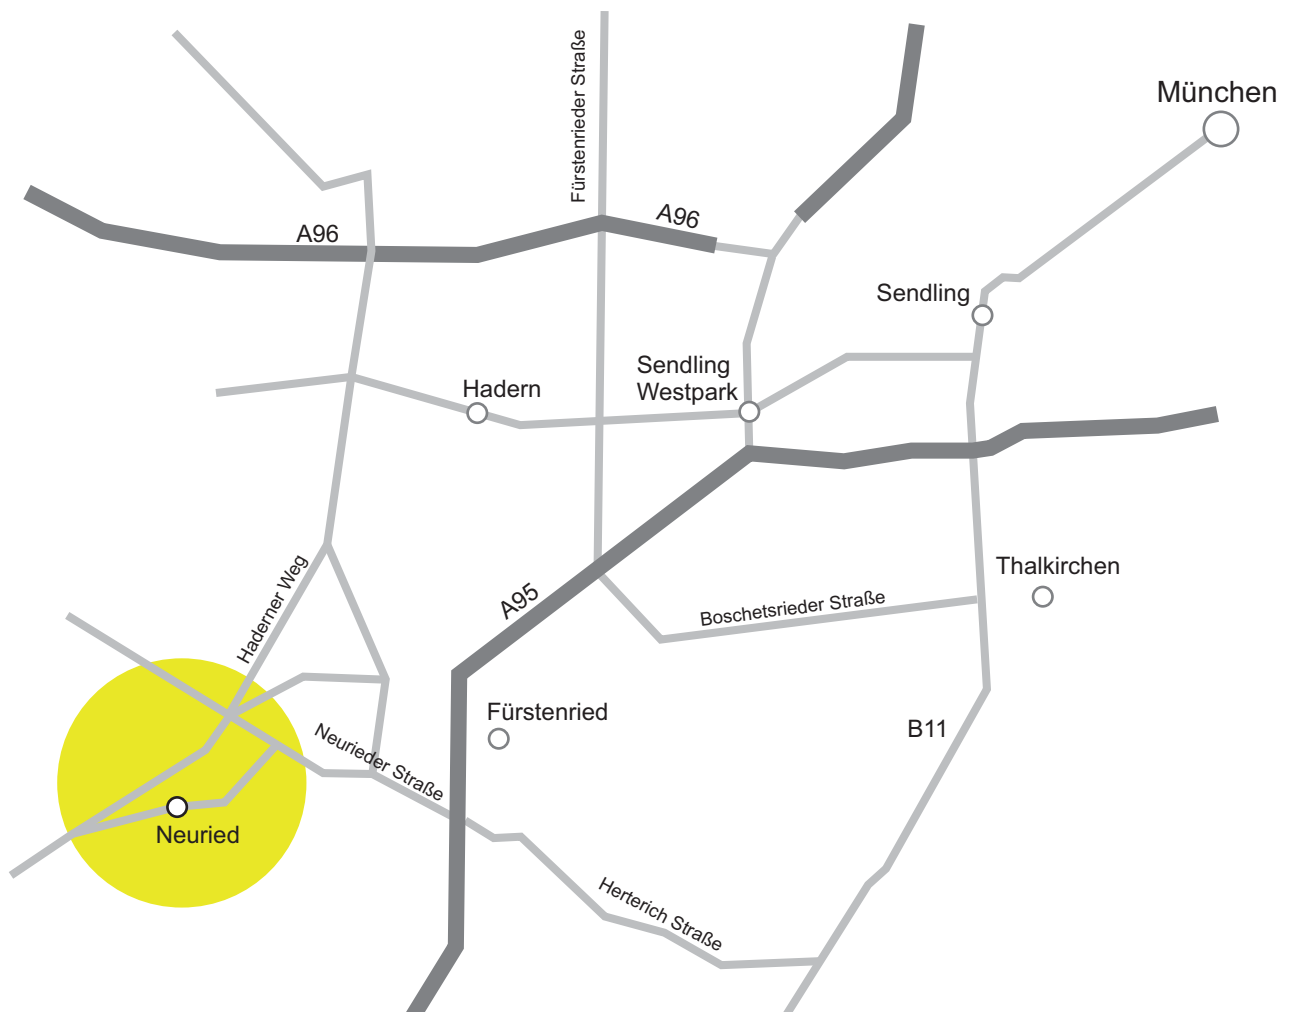 München
Fürstenrieder Straße
A96
A96
Sendling
Sendling
Westpark
Hadern
Thalkirchen
Haderner Weg
A95
Boschetsrieder Straße
Fürstenried
B11
Neurieder Straße
Neuried
Herterich Straße